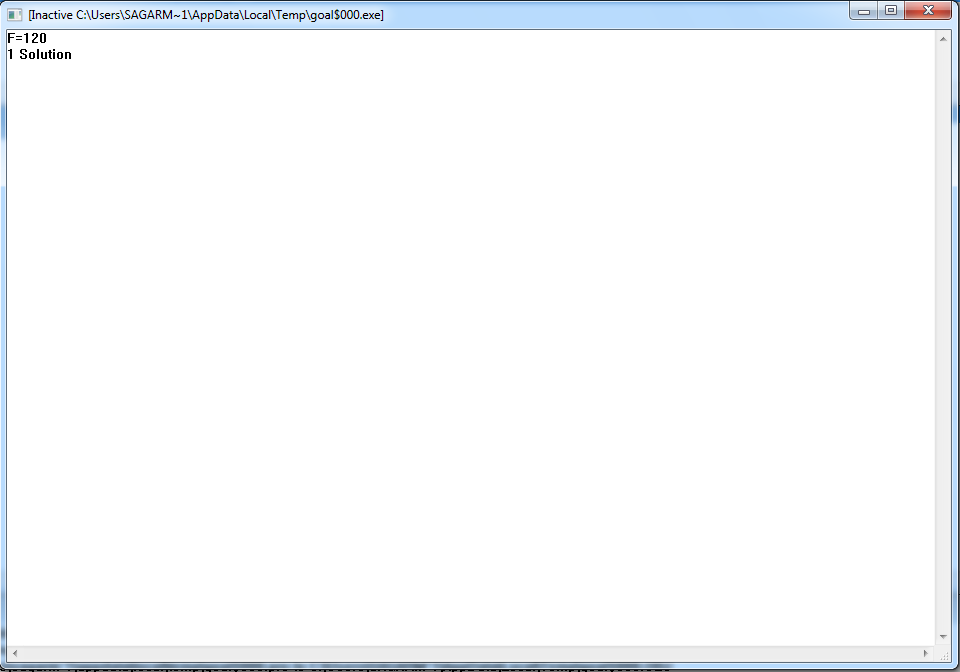 [Inactive C:\Users\SAGARM~1\AppData\Local\Temp\goal$000.exe]
F=120
1 Solution